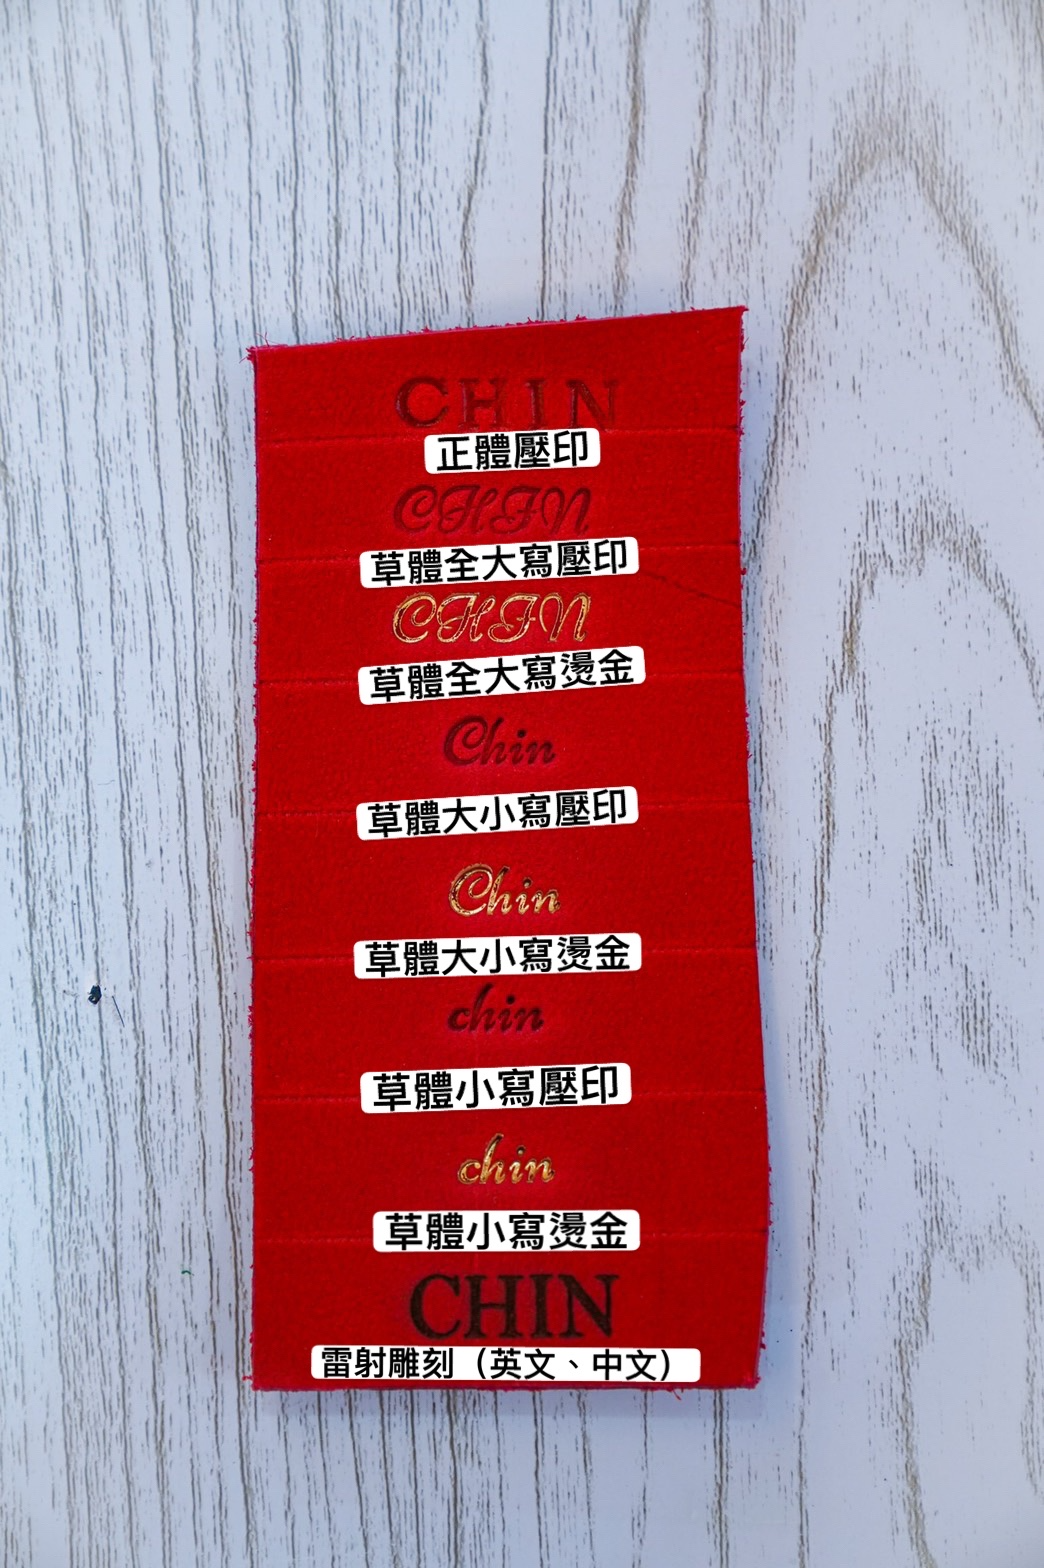 CHIN
正體壓印
CHIN
草體全大寫壓印
CHIN
草體全大寫燙金
Chin
草體大小寫壓印
Chin
草體大小寫燙金
chin
草體小寫壓印
chin
草體小寫燙金
CHIN
雷射雕刻（英文、中文）